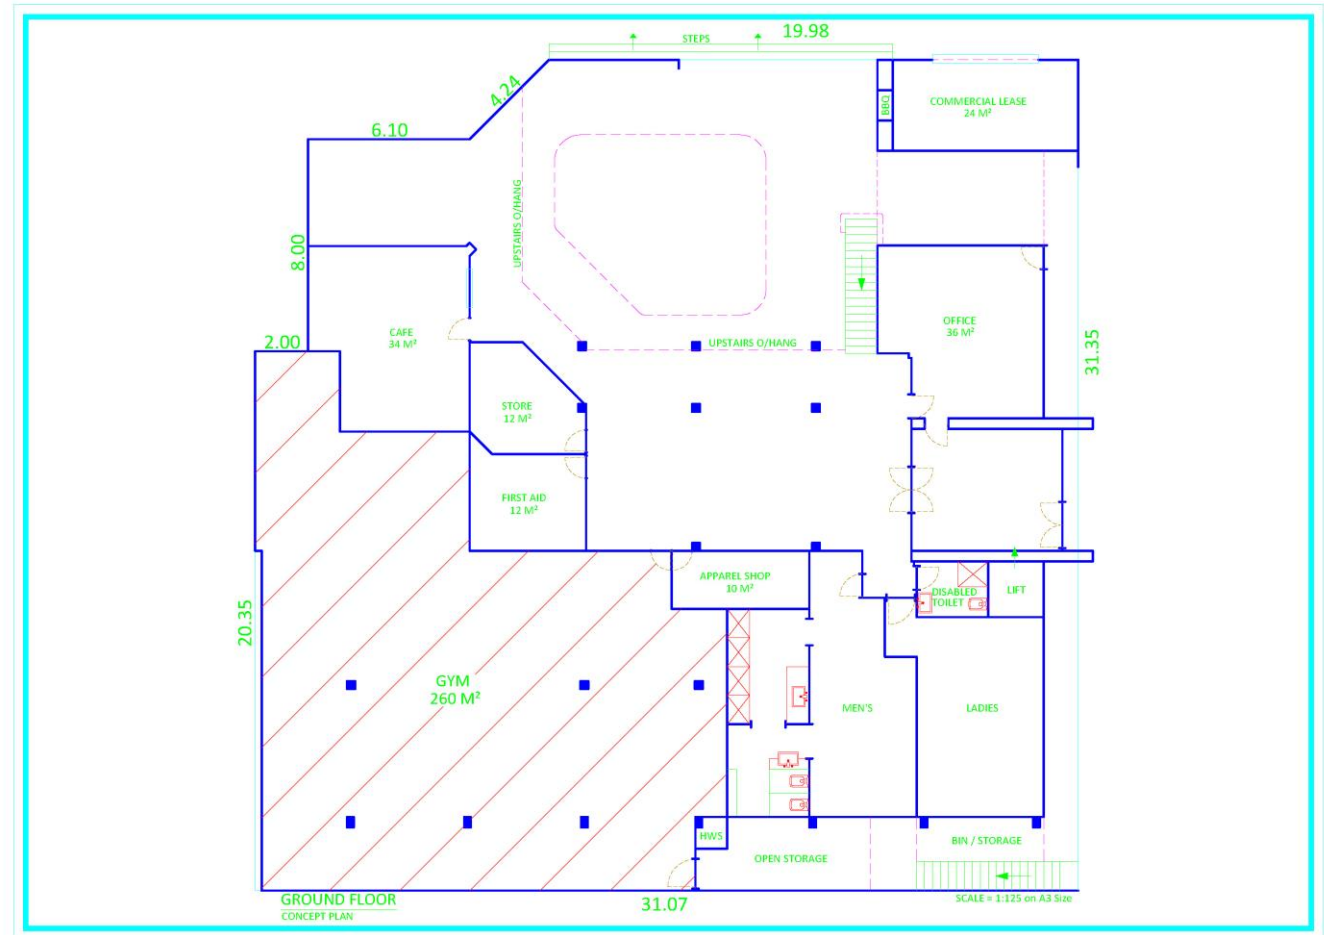 19.98
STEPS
4.24
COMMERCIAL LEASE
24 M²
BBQ
6.10
UPSTAIRS O/HANG
8.00
OFFICE
36 M²
CAFE
34 M²
2.00
UPSTAIRS O/HANG
31.35
STORE
12 M²
FIRST AID
12 M²
APPAREL SHOP
10 M²
DISABLED
TOILET
LIFT
20.35
GYM
260 M²
MEN'S
LADIES
HWS
BIN / STORAGE
OPEN STORAGE
GROUND FLOOR
CONCEPT PLAN
31.07
SCALE = 1:125 on A3 Size